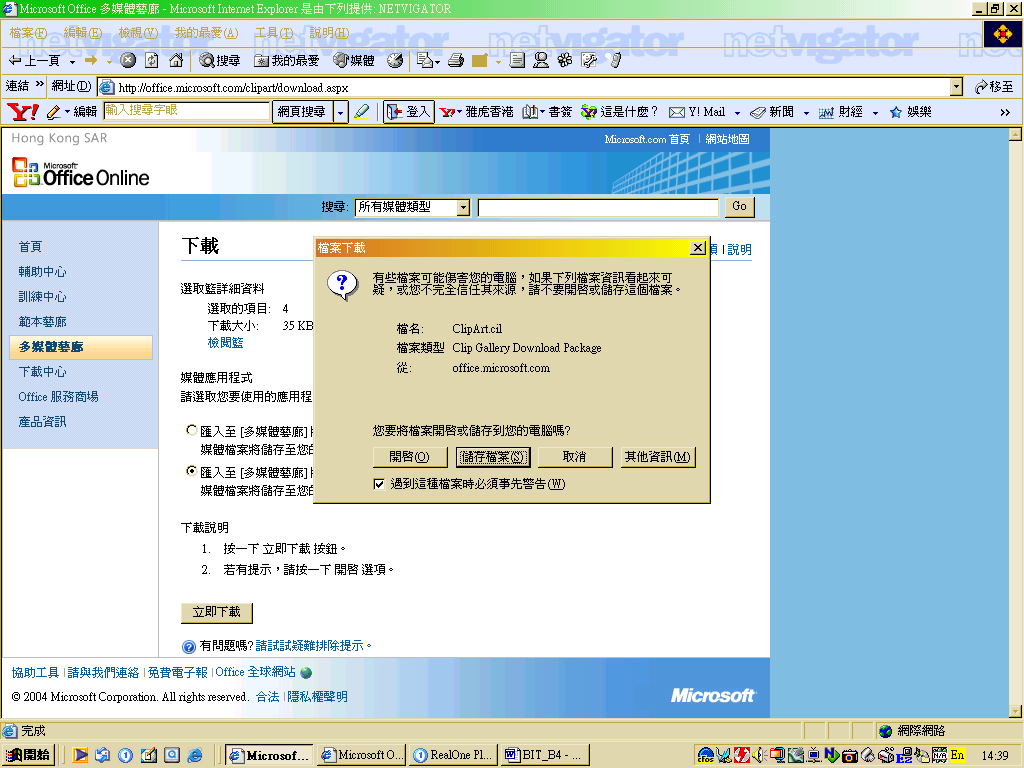 Microsoft Office 多媒體藝廊 - Microsoft Internet Explorer 是由下列提供: NETVIGATOR
檔案(F) 編輯(E) 檢視(V) 我的最愛(A) 工具(T) 說明(H)
netvigator netvigator netvigator
上一頁 搜尋 我的最愛 媒體
連結 » 網址(D) http://office.microsoft.com/clipart/download.aspx 移至
Y! 編輯 輸入搜尋字眼 網頁搜尋 登入 雅虎香港 書簽 這是什麼? Y! Mail 新聞 財經 娛樂 »
Hong Kong SAR
Microsoft.com 首頁 | 網站地圖
Microsoft
Office Online
搜尋: 所有媒體類型 Go
首頁
輔助中心
訓練中心
範本藝廊
多媒體藝廊
下載中心
Office 服務商場
產品資訊
下載
| 說明
選取籃詳細資料
選取的項目: 4
下載大小: 35 KB
檢閱籃
媒體應用程式
請選取您要使用的應用程
匯入至 [多媒體藝廊]
媒體檔案將儲存至您的
匯入至 [多媒體藝廊]
媒體檔案將儲存至您的
下載說明
1. 按一下 立即下載 按鈕。
2. 若有提示，請按一下 開啓 選項。
立即下載
有問題嗎? 請試試疑難排除提示。
檔案下載
有些檔案可能傷害您的電腦，如果下列檔案資訊看起來可
疑，或您不完全信任其來源，請不要開啓或儲存這個檔案。
檔名: ClipArt.cil
檔案類型 Clip Gallery Download Package
從: office.microsoft.com
您要將檔案開啓或儲存到您的電腦嗎?
開啓(O) 儲存檔案(S) 取消 其他資訊(M)
遇到這種檔案時必須事先警告(W)
協助工具 | 請與我們連絡 | 免費電子報 | Office 全球網站
© 2004 Microsoft Corporation. All rights reserved. 合法 | 隱私權聲明
Microsoft
完成 網際網路
開始 Microsof... Microsoft O... RealOne Pl... BIT_B4 - ... cFos En 14:39